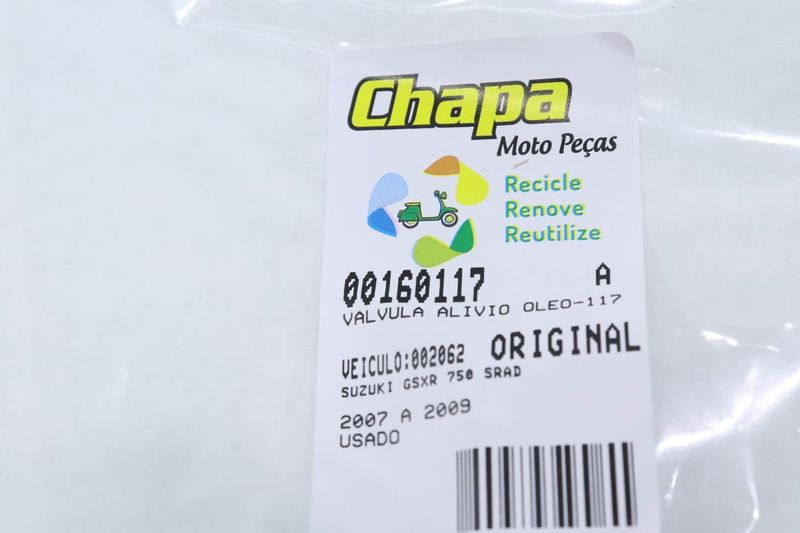 Chapa
Moto Peças
Recicle
Renove
Reutilize
00160117 A
VALVULA ALIVIO OLEO-117
VEICULO:002062 ORIGINAL
SUZUKI GSXR 750 SRAD
2007 A 2009
USADO